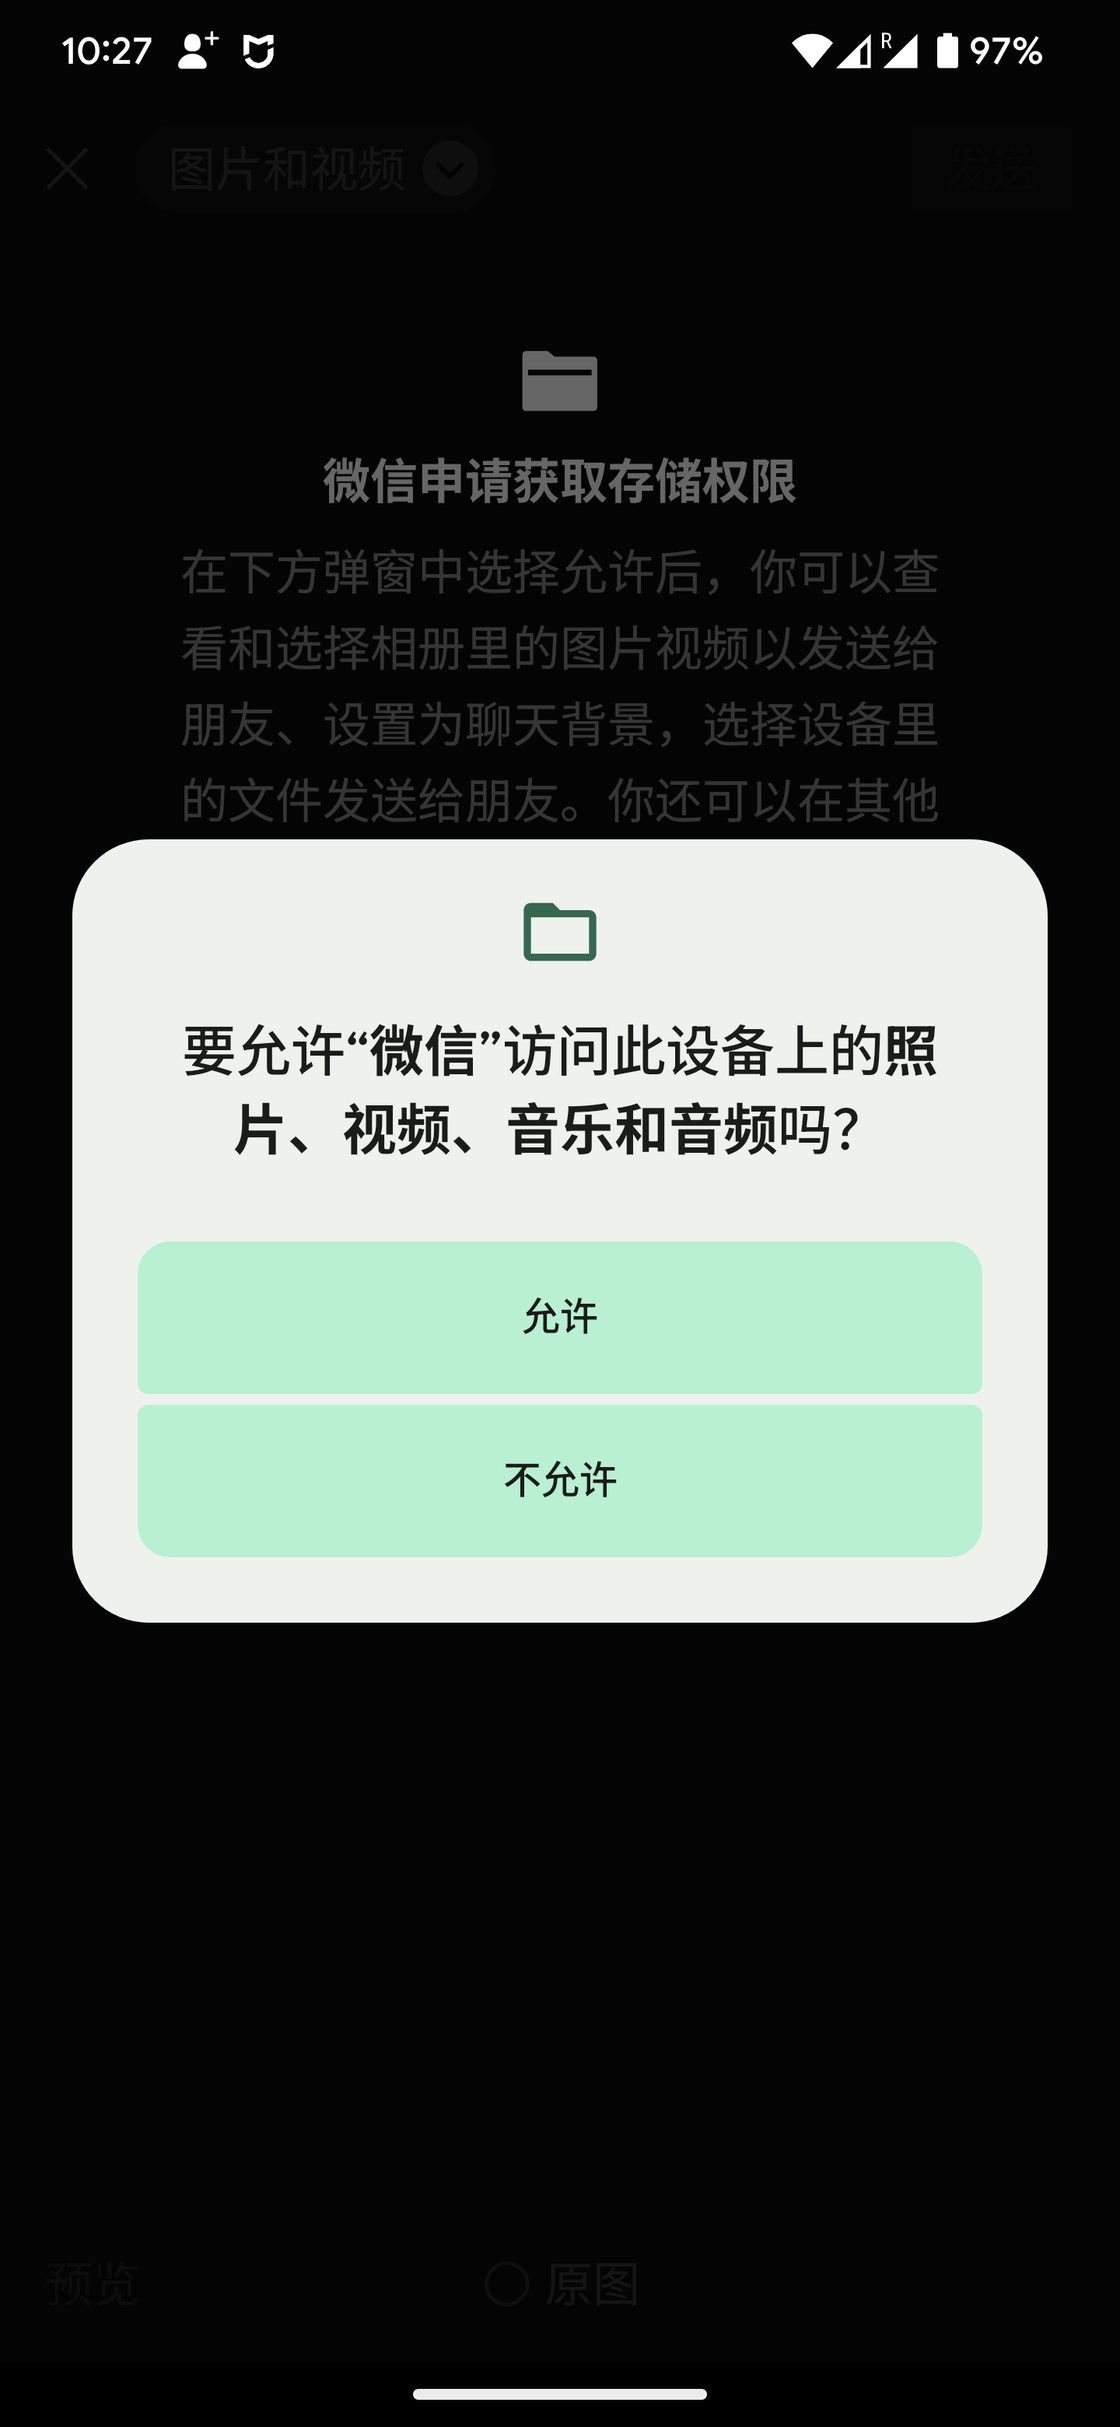 10:27
R
97%
图片和视频
发送
微信申请获取存储权限
在下方弹窗中选择允许后，你可以查
看和选择相册里的图片视频以发送给
朋友、设置为聊天背景，选择设备里
的文件发送给朋友。你还可以在其他
要允许“微信”访问此设备上的照
片、视频、音乐和音频吗？
允许
不允许
预览
原图